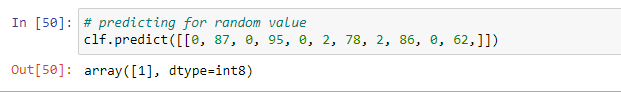 In [50]: # predicting for random value
clf.predict([[0, 87, 0, 95, 0, 2, 78, 2, 86, 0, 62,]])
Out[50]: array([1], dtype=int8)